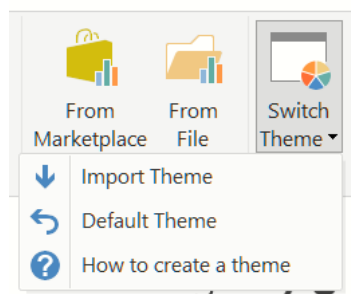 From
Marketplace
From
File
Switch
Theme
Import Theme
Default Theme
How to create a theme